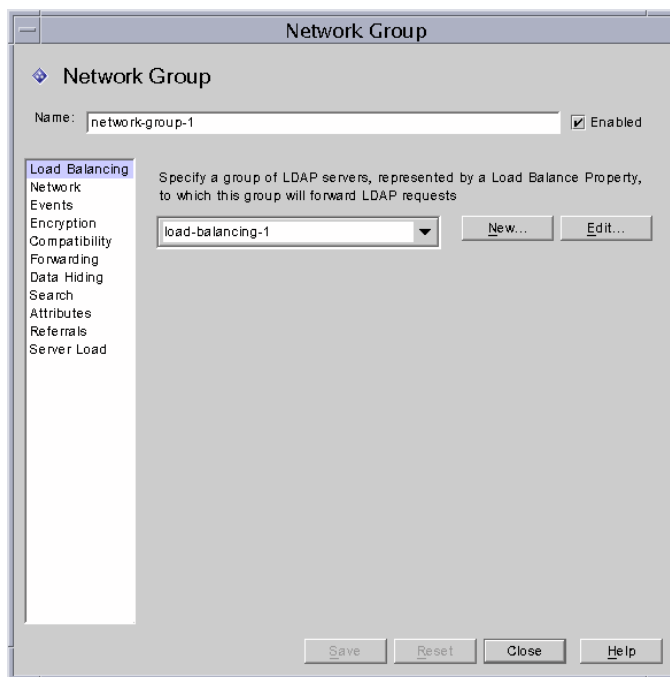 Network Group
Network Group
Name: network-group-1 Enabled
Load Balancing
Network
Events
Encryption
Compatibility
Forwarding
Data Hiding
Search
Attributes
Referrals
Server Load
Specify a group of LDAP servers, represented by a Load Balance Property,
to which this group will forward LDAP requests
load-balancing-1 New... Edit...
Save Reset Close Help